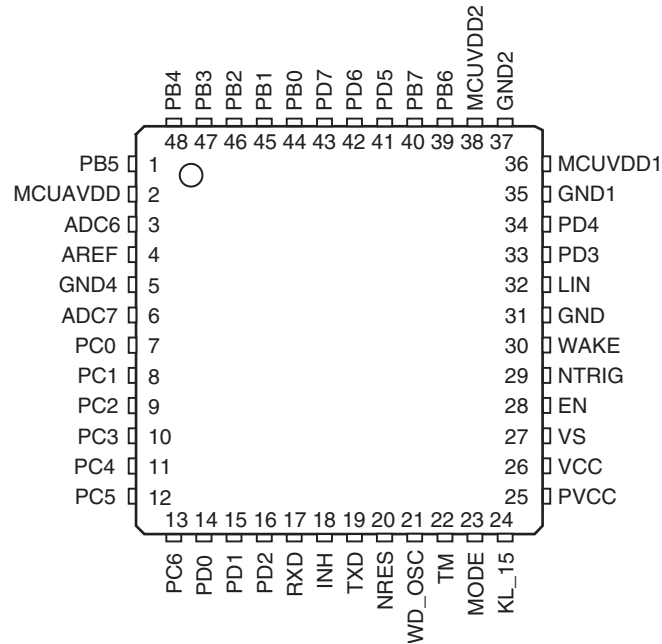 PB4 PB3 PB2 PB1 PB0 PD7 PD6 PD5 PB7 PB6 MCUVDD2 GND2
48 47 46 45 44 43 42 41 40 39 38 37
PB5 1 36 MCUVDD1
MCUAVDD 2 35 GND1
ADC6 3 34 PD4
AREF 4 33 PD3
GND4 5 32 LIN
ADC7 6 31 GND
PC0 7 30 WAKE
PC1 8 29 NTRIG
PC2 9 28 EN
PC3 10 27 VS
PC4 11 26 VCC
PC5 12 25 PVCC
13 14 15 16 17 18 19 20 21 22 23 24
PC6 PD0 PD1 PD2 RXD INH TXD NRES WD_OSC TM MODE KL_15